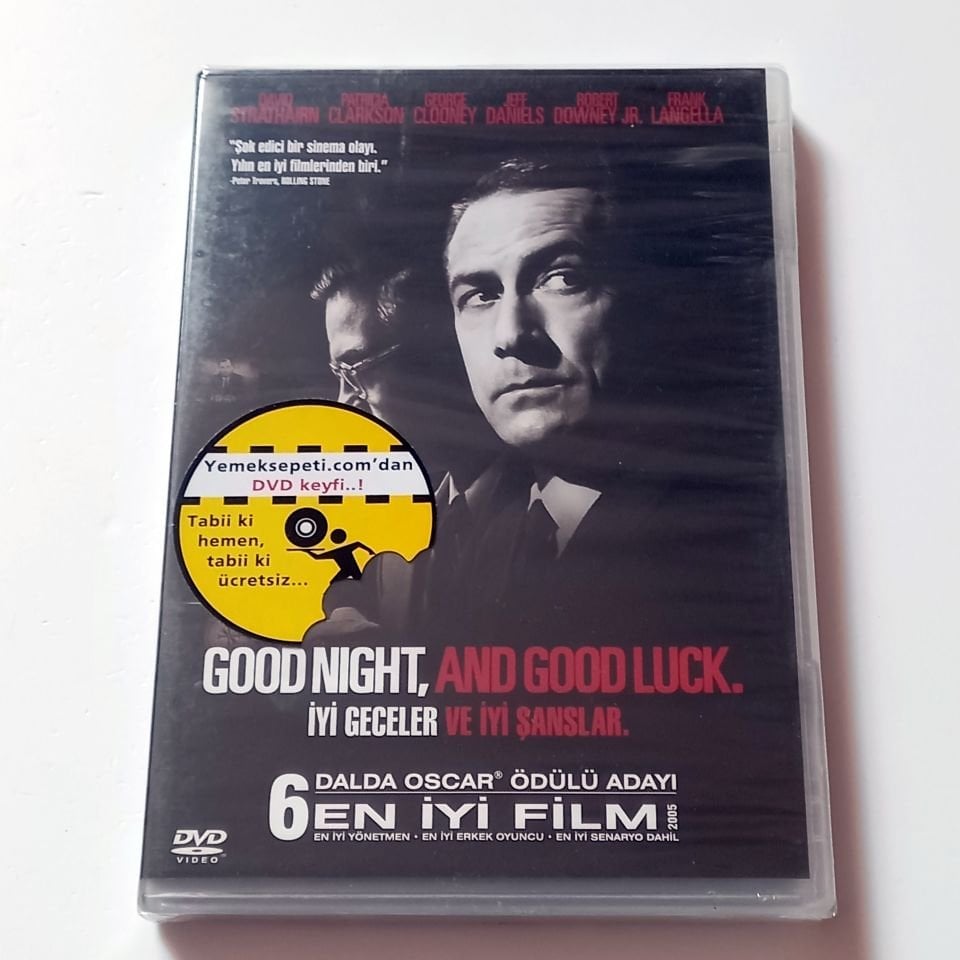 DAVID PATRICIA GEORGE JEFF ROBERT FRANK
STRATHAIRN CLARKSON CLOONEY DANIELS DOWNEY JR. LANGELLA
"Şok edici bir sinema olayı.
Yılın en iyi filmlerinden biri."
-Peter Travers, ROLLING STONE
Yemeksepeti.com'dan
DVD keyfi..!
Tabii ki
hemen,
tabii ki
ücretsiz...
GOOD NIGHT, AND GOOD LUCK.
İYİ GECELER VE İYİ ŞANSLAR.
6 DALDA OSCAR® ÖDÜLÜ ADAYI
EN İYİ FİLM 2005
EN İYİ YÖNETMEN • EN İYİ ERKEK OYUNCU • EN İYİ SENARYO DAHİL
DVD
VIDEO